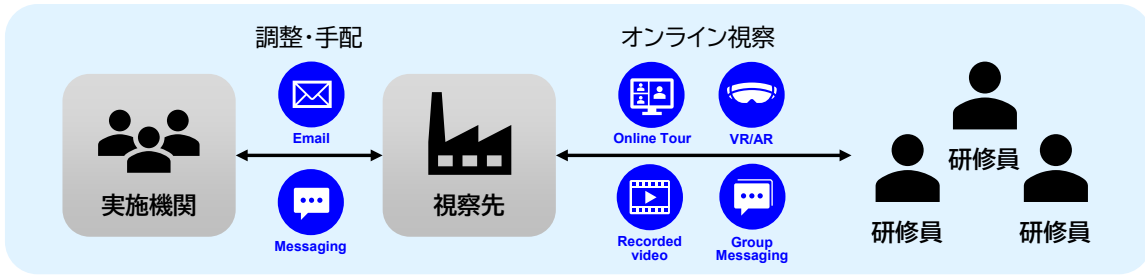 調整・手配
オンライン視察
Email
Online Tour
VR/AR
研修員
実施機関
視察先
研修員
研修員
Messaging
Recorded
video
Group
Messaging